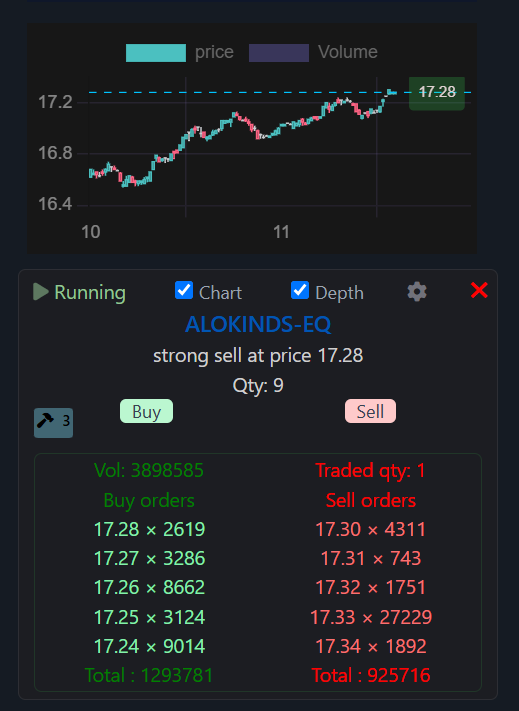 price Volume
17.28
17.2
16.8
16.4
10 11
Running Chart Depth
ALOKINDS-EQ
strong sell at price 17.28
Qty: 9
Buy Sell
3
Vol: 3898585 Traded qty: 1
Buy orders Sell orders
17.28 × 2619 17.30 × 4311
17.27 × 3286 17.31 × 743
17.26 × 8662 17.32 × 1751
17.25 × 3124 17.33 × 27229
17.24 × 9014 17.34 × 1892
Total : 1293781 Total : 925716